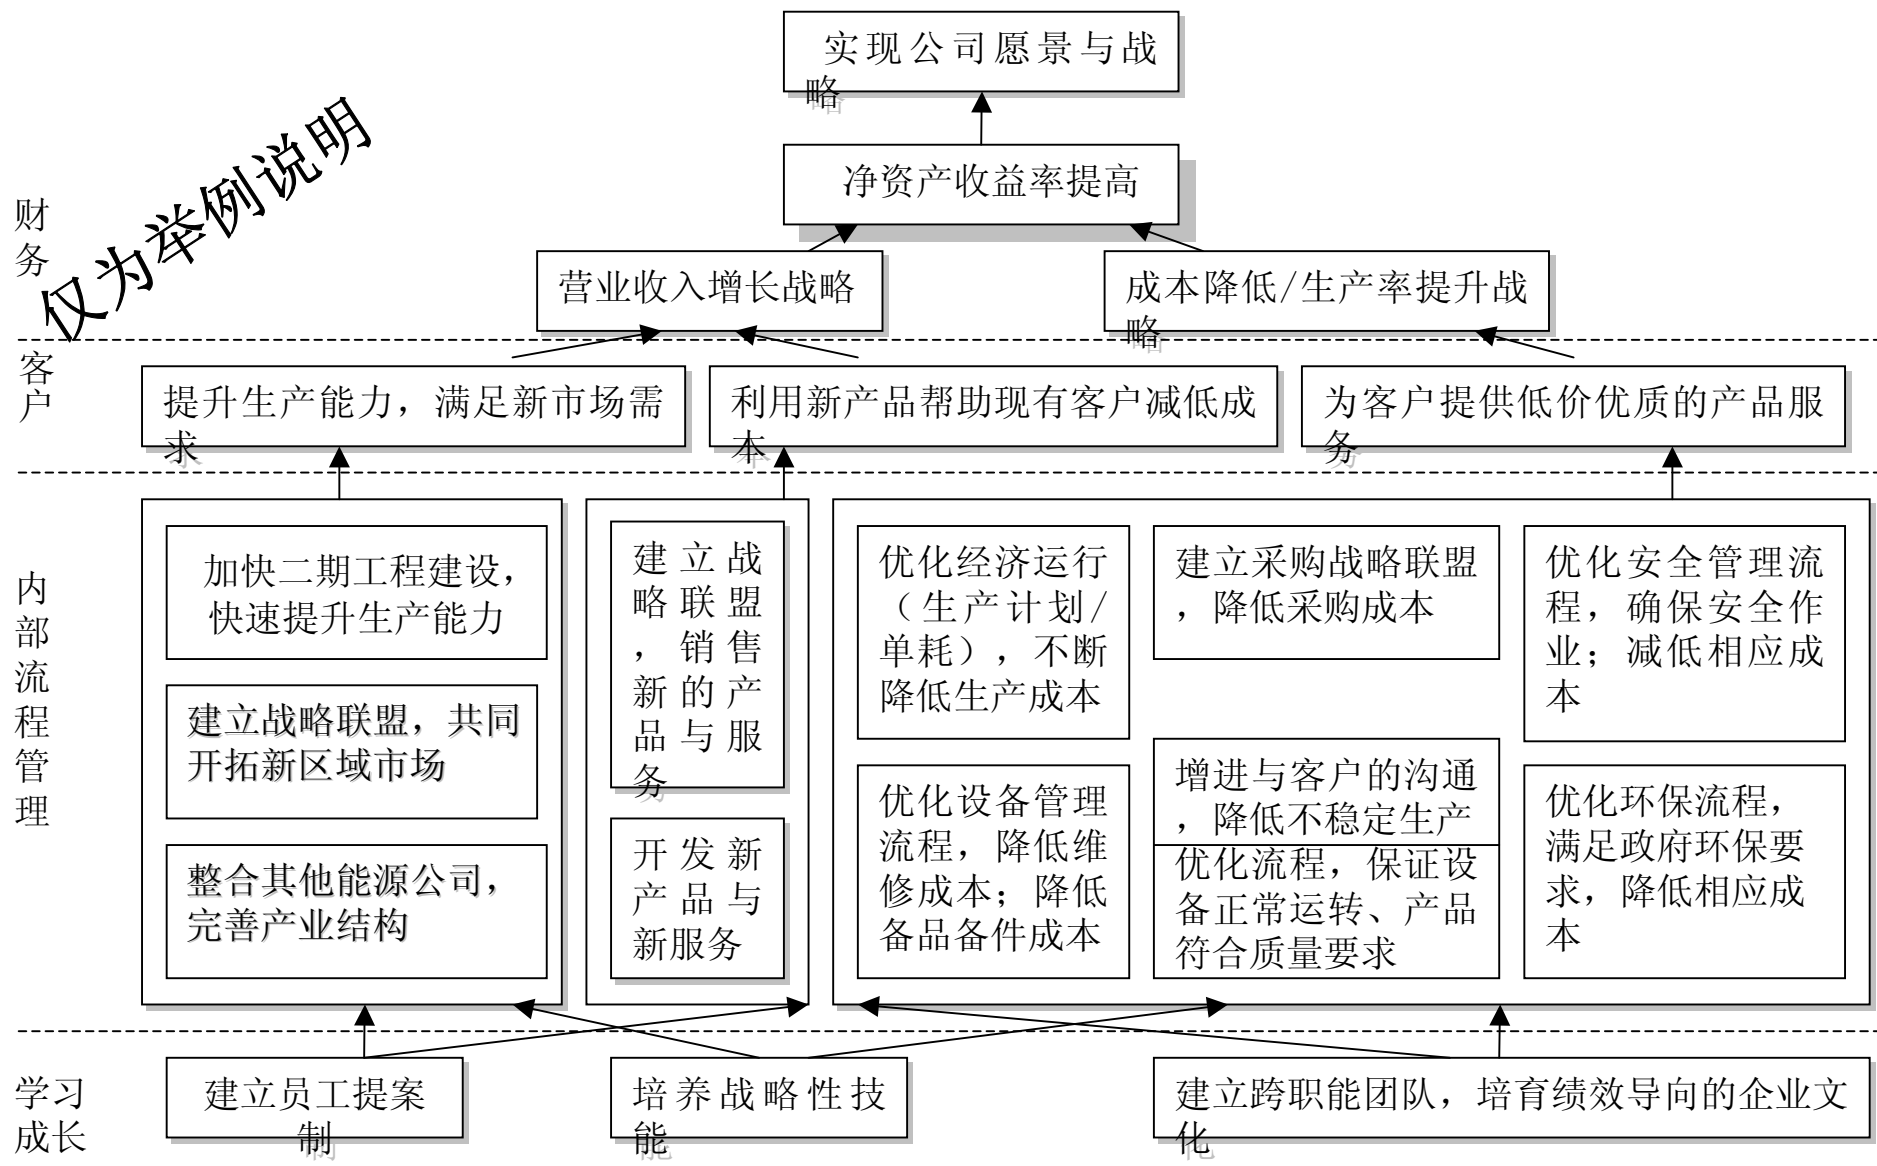 实现公司愿景与战
略
净资产收益率提高
仅为举例说明
财
务
营业收入增长战略
成本降低/生产率提升战
略
客
户
提升生产能力，满足新市场需
求
利用新产品帮助现有客户减低成
本
为客户提供低价优质的产品服
务
内
部
流
程
管
理
加快二期工程建设，
快速提升生产能力
建立战略联盟，共同
开拓新区域市场
整合其他能源公司，
完善产业结构
建立战
略联盟
，销售
新的产
品与服
务
开发新
产品与
新服务
优化经济运行
（生产计划/
单耗），不断
降低生产成本
优化设备管理
流程，降低维
修成本；降低
备品备件成本
建立采购战略联盟
，降低采购成本
增进与客户的沟通
，降低不稳定生产
优化流程，保证设
备正常运转、产品
符合质量要求
优化安全管理流
程，确保安全作
业；减低相应成
本
优化环保流程，
满足政府环保要
求，降低相应成
本
学习
成长
建立员工提案
制
培养战略性技
能
建立跨职能团队，培育绩效导向的企业文
化